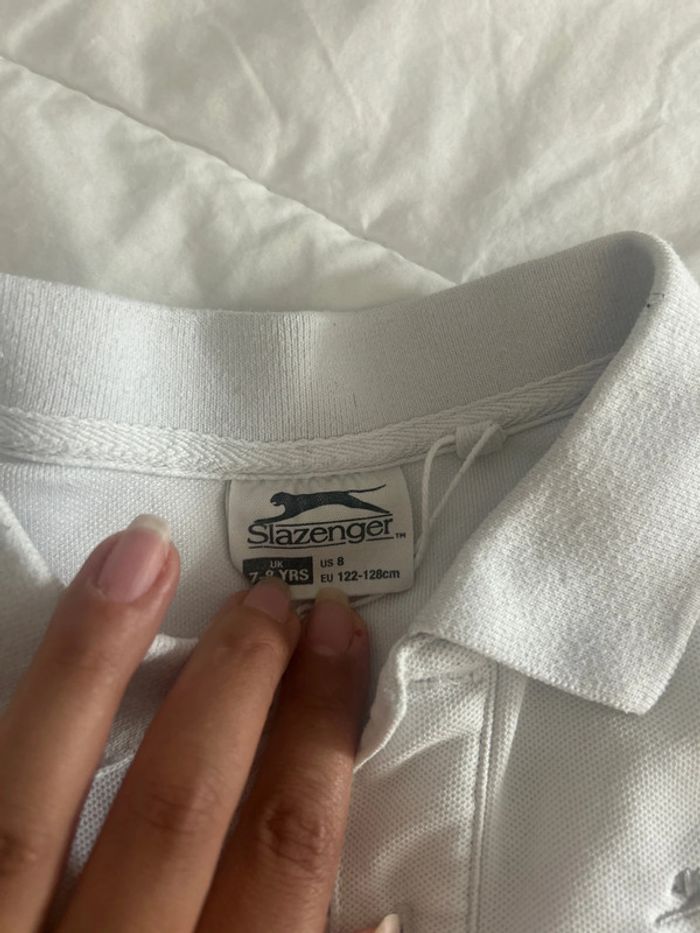 Slazenger™
UK
7-8 YRS
US 8
EU 122-128cm